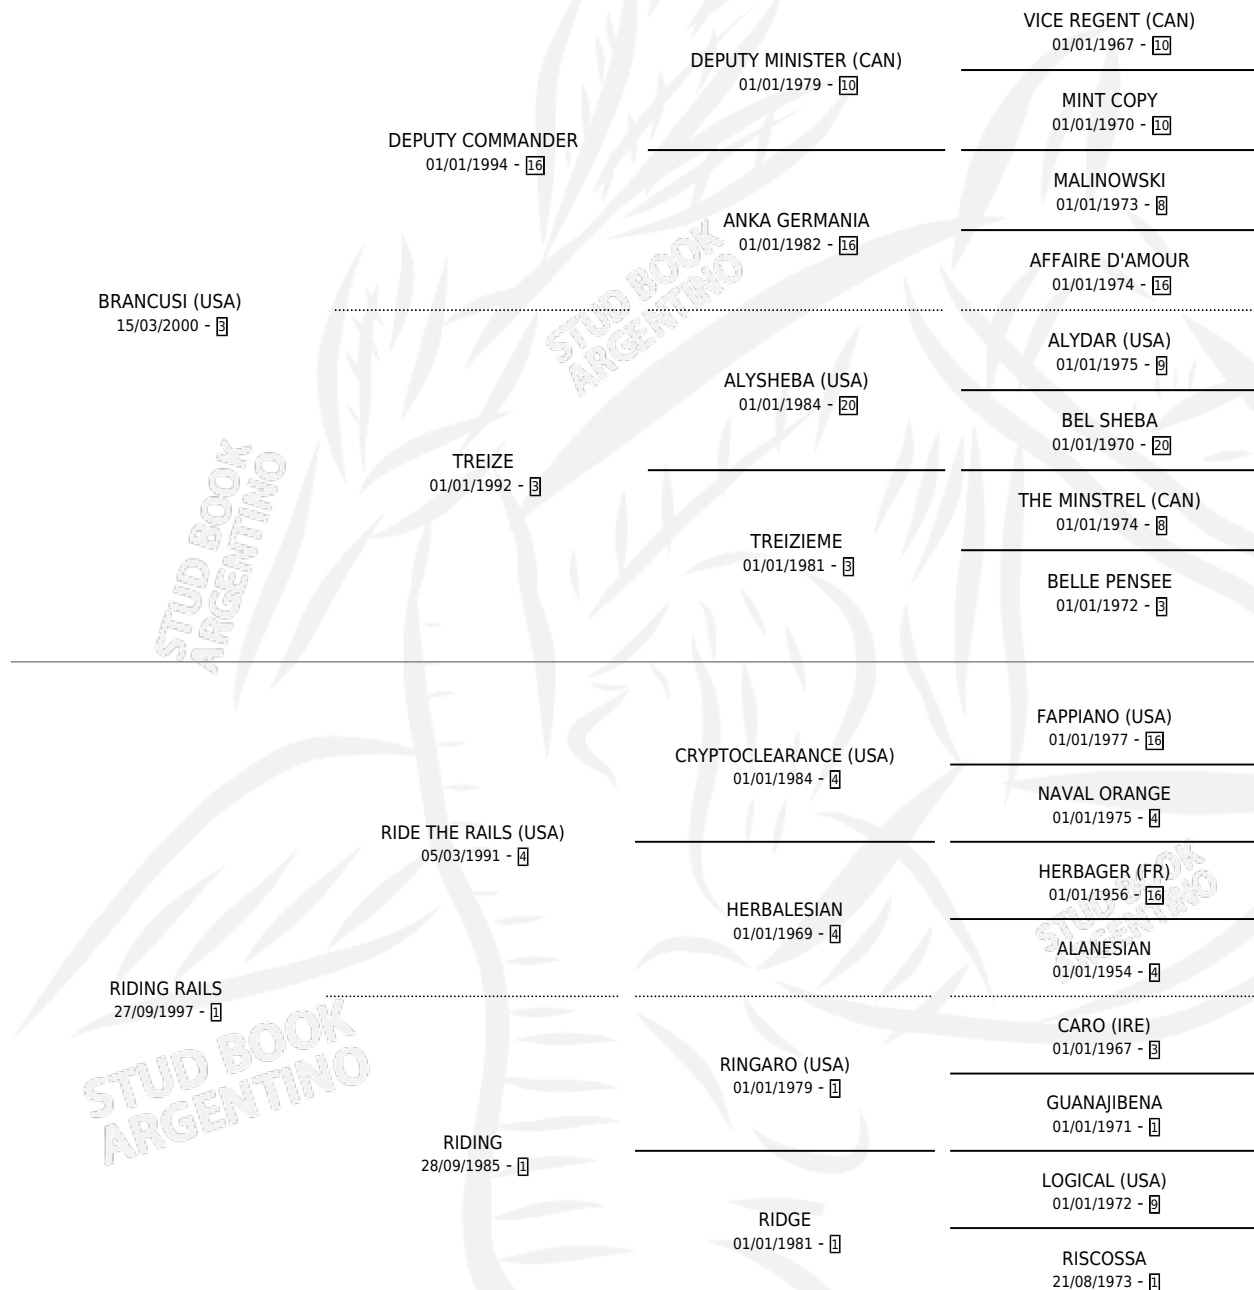 VICE REGENT (CAN)
01/01/1967 - 10
DEPUTY MINISTER (CAN)
01/01/1979 - 10
MINT COPY
01/01/1970 - 10
DEPUTY COMMANDER
01/01/1994 - 16
MALINOWSKI
01/01/1973 - 8
ANKA GERMANIA
01/01/1982 - 16
AFFAIRE D'AMOUR
01/01/1974 - 16
BRANCUSI (USA)
15/03/2000 - 3
STUD BOOK
ARGENTINO
ALYDAR (USA)
01/01/1975 - 9
ALYSHEBA (USA)
01/01/1984 - 20
BEL SHEBA
01/01/1970 - 20
TREIZE
01/01/1992 - 3
THE MINSTREL (CAN)
01/01/1974 - 8
TREIZIEME
01/01/1981 - 3
BELLE PENSEE
01/01/1972 - 3
STUD BOOK
ARGENTINO
FAPPIANO (USA)
01/01/1977 - 16
CRYPTOCLEARANCE (USA)
01/01/1984 - 4
NAVAL ORANGE
01/01/1975 - 4
RIDE THE RAILS (USA)
05/03/1991 - 4
HERBAGER (FR)
01/01/1956 - 16
STUD BOOK
ARGENTINO
HERBALESIAN
01/01/1969 - 4
ALANESIAN
01/01/1954 - 4
RIDING RAILS
27/09/1997 - 1
STUD BOOK
ARGENTINO
CARO (IRE)
01/01/1967 - 3
RINGARO (USA)
01/01/1979 - 1
GUANAJIBENA
01/01/1971 - 1
RIDING
28/09/1985 - 1
LOGICAL (USA)
01/01/1972 - 9
RIDGE
01/01/1981 - 1
RISCOSSA
21/08/1973 - 1